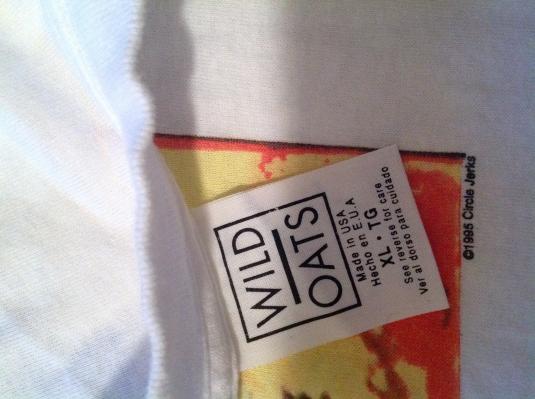 WILD
OATS
Made in USA
Hecho en E.U.A
XL • TG
See reverse for care
Ver al dorso para cuidado
©1995 Circle Jerks